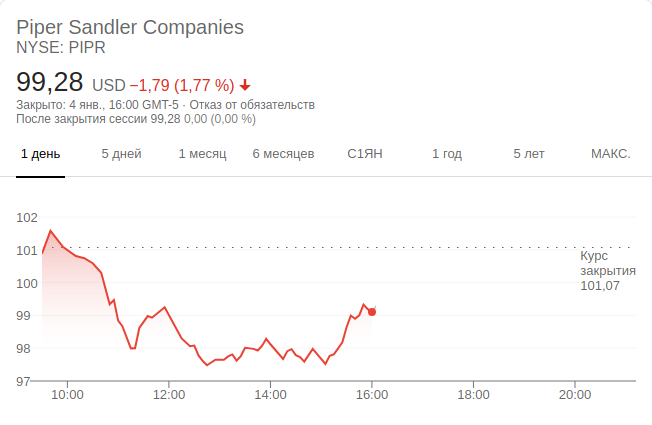 Piper Sandler Companies
NYSE: PIPR
99,28 USD −1,79 (1,77 %)
Закрыто: 4 янв., 16:00 GMT-5 · Отказ от обязательств
После закрытия сессии 99,28 0,00 (0,00 %)
1 день 5 дней 1 месяц 6 месяцев С1ЯН 1 год 5 лет МАКС.
102
101
100
99
98
97
Курс
закрытия
101,07
10:00 12:00 14:00 16:00 18:00 20:00